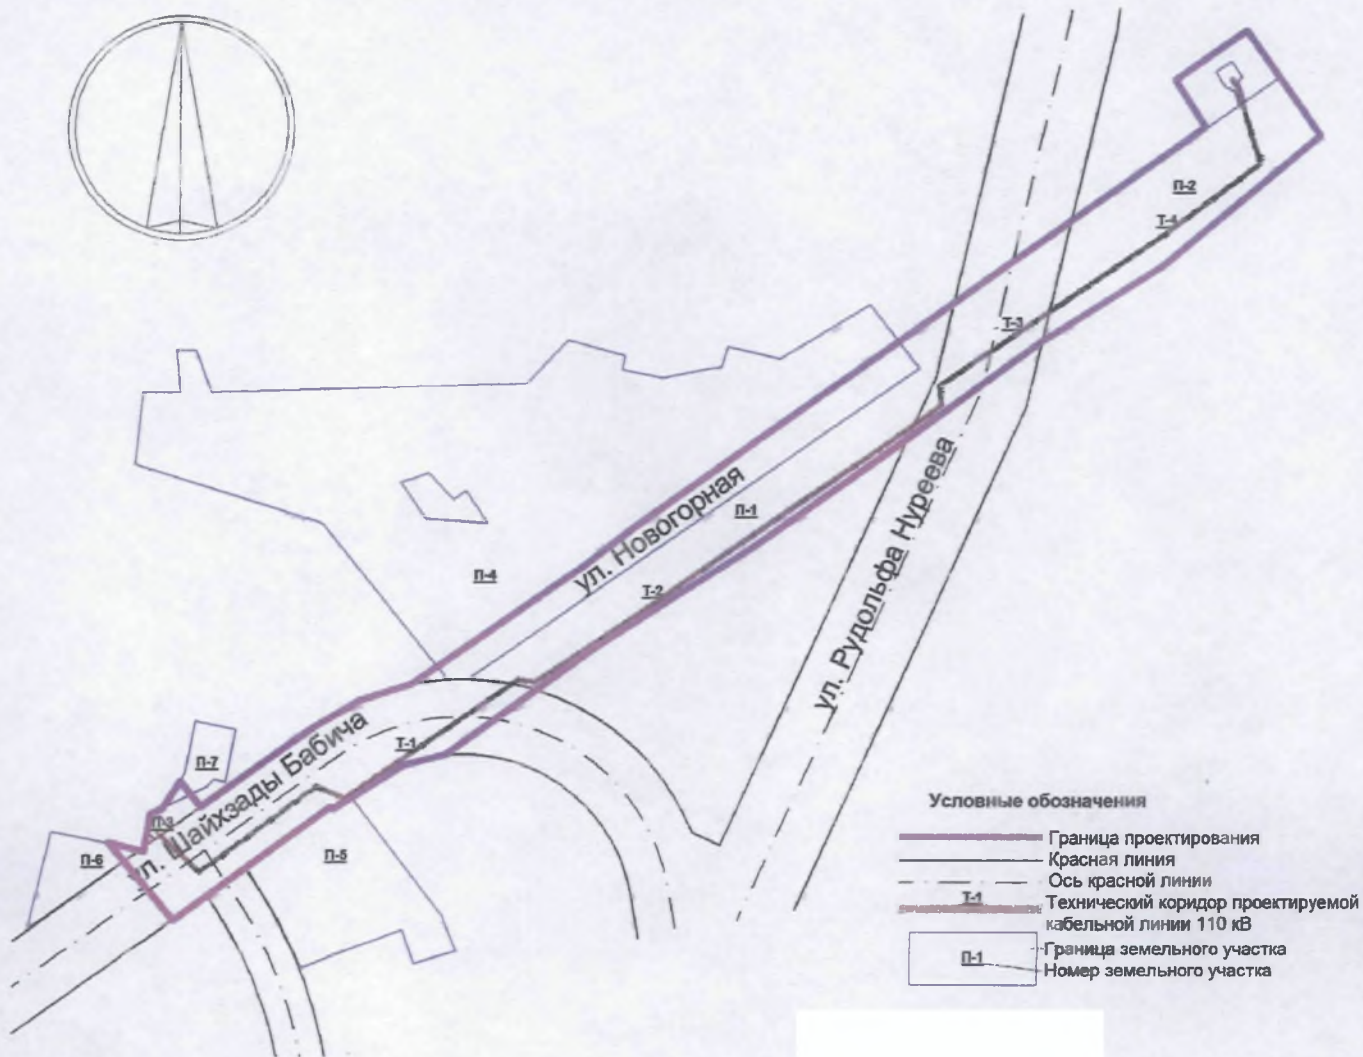 П-2
Т-4
Т-3
ул. Новогорная
П-1
П-4
Т-2
ул. Рудольфа Нуреева
Т-1
П-7
ул. Шайхзады Бабича
П-3
П-6
П-5
Условные обозначения
Граница проектирования
Красная линия
Ось красной линии
Т-1
Технический коридор проектируемой
кабельной линии 110 кВ
П-1
Граница земельного участка
Номер земельного участка